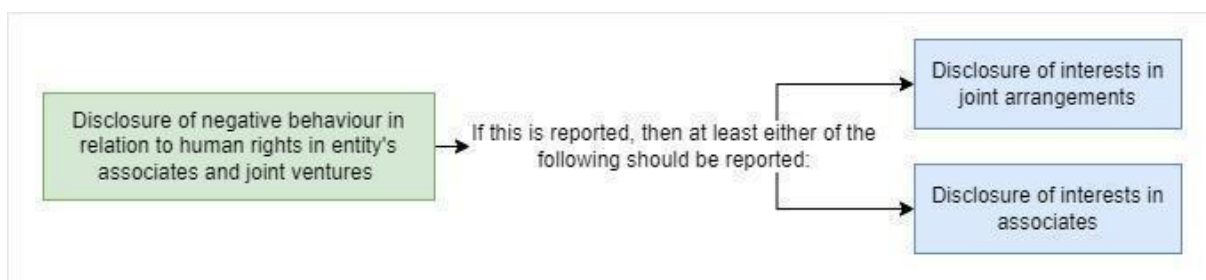 Disclosure of negative behaviour in
relation to human rights in entity's
associates and joint ventures
If this is reported, then at least either of the
following should be reported:
Disclosure of interests in
joint arrangements
Disclosure of interests in
associates